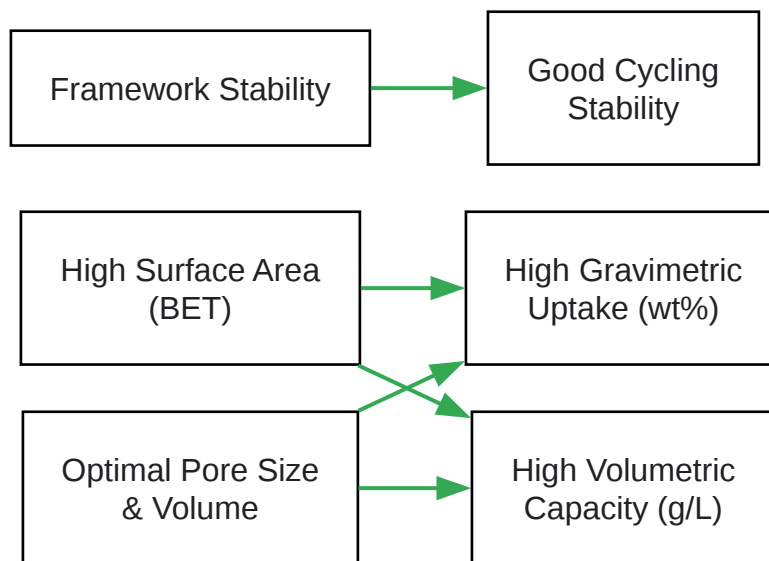 Framework Stability
Good Cycling
Stability
High Surface Area
(BET)
High Gravimetric
Uptake (wt%)
Optimal Pore Size
& Volume
High Volumetric
Capacity (g/L)